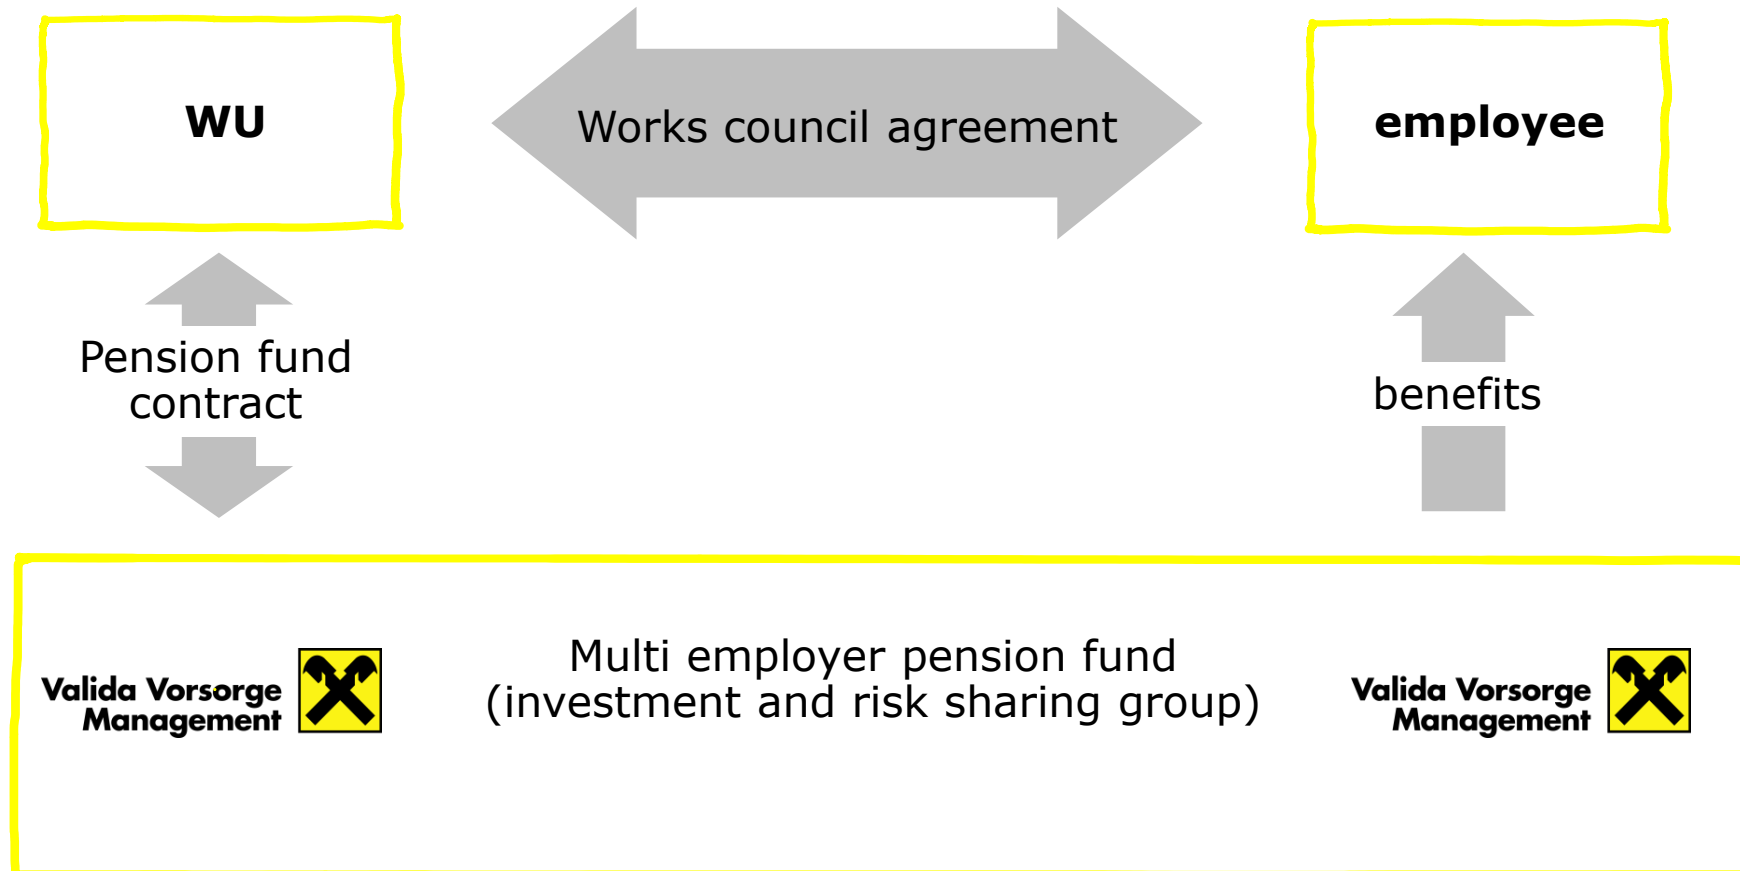 WU
Works council agreement
employee
Pension fund
contract
benefits
Valida Vorsorge
Management
Multi employer pension fund
(investment and risk sharing group)
Valida Vorsorge
Management